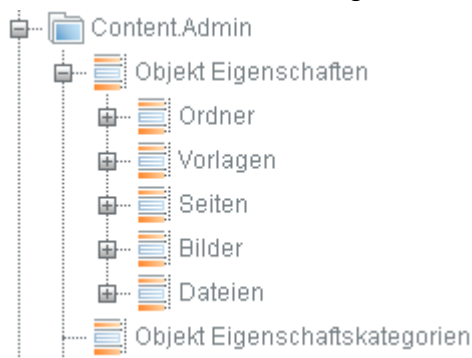 Content.Admin
Objekt Eigenschaften
Ordner
Vorlagen
Seiten
Bilder
Dateien
Objekt Eigenschaftskategorien